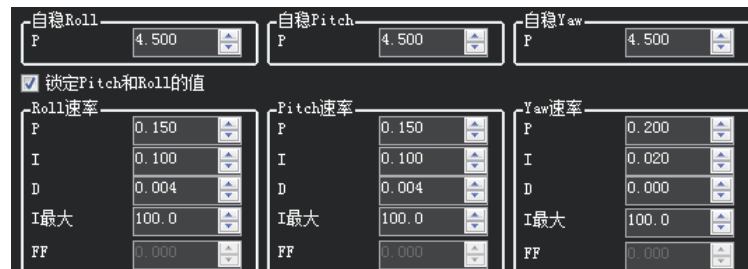 自稳Roll 自稳Pitch 自稳Yaw
P 4.500 P 4.500 P 4.500
锁定Pitch和Roll的值
Roll速率 Pitch速率 Yaw速率
P 0.150 P 0.150 P 0.200
I 0.100 I 0.100 I 0.020
D 0.004 D 0.004 D 0.000
I最大 100.0 I最大 100.0 I最大 100.0
FF 0.000 FF 0.000 FF 0.000